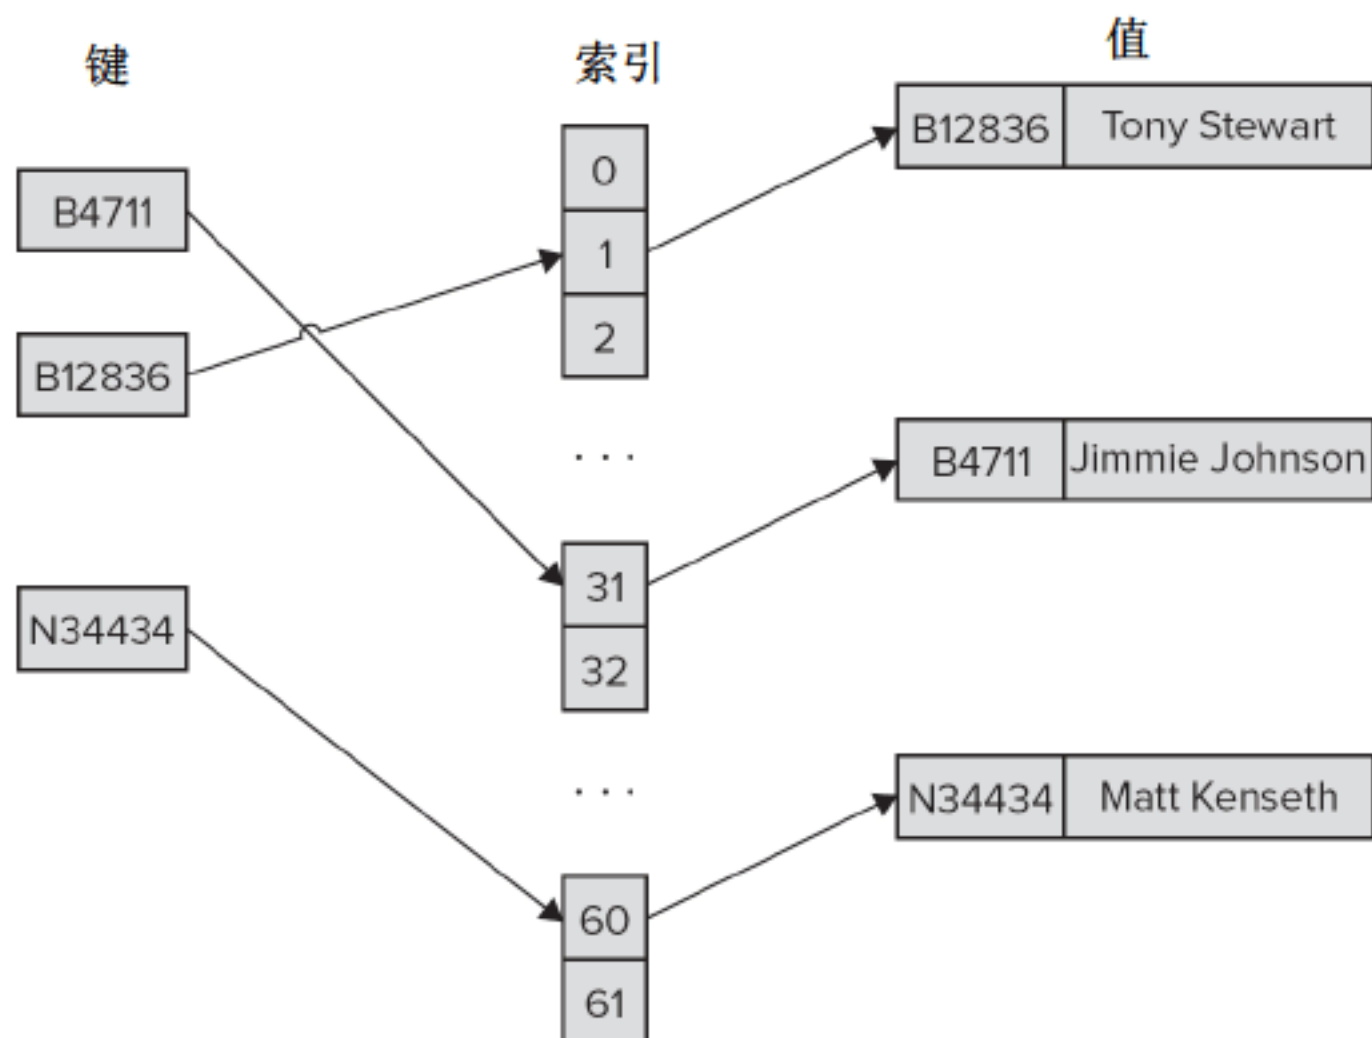 键
索引
值
B4711
B12836
N34434
0
1
2
...
31
32
...
60
61
B12836 Tony Stewart
B4711 Jimmie Johnson
N34434 Matt Kenseth